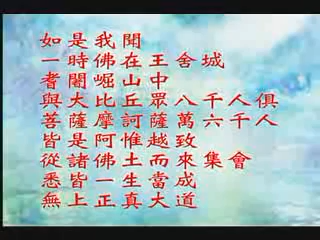 如是我聞
一時佛在王舍城
耆闍崛山中
與大比丘眾八千人俱
菩薩摩訶薩萬六千人
皆是阿惟越致
從諸佛土而來集會
悉皆一生當成
無上正真大道